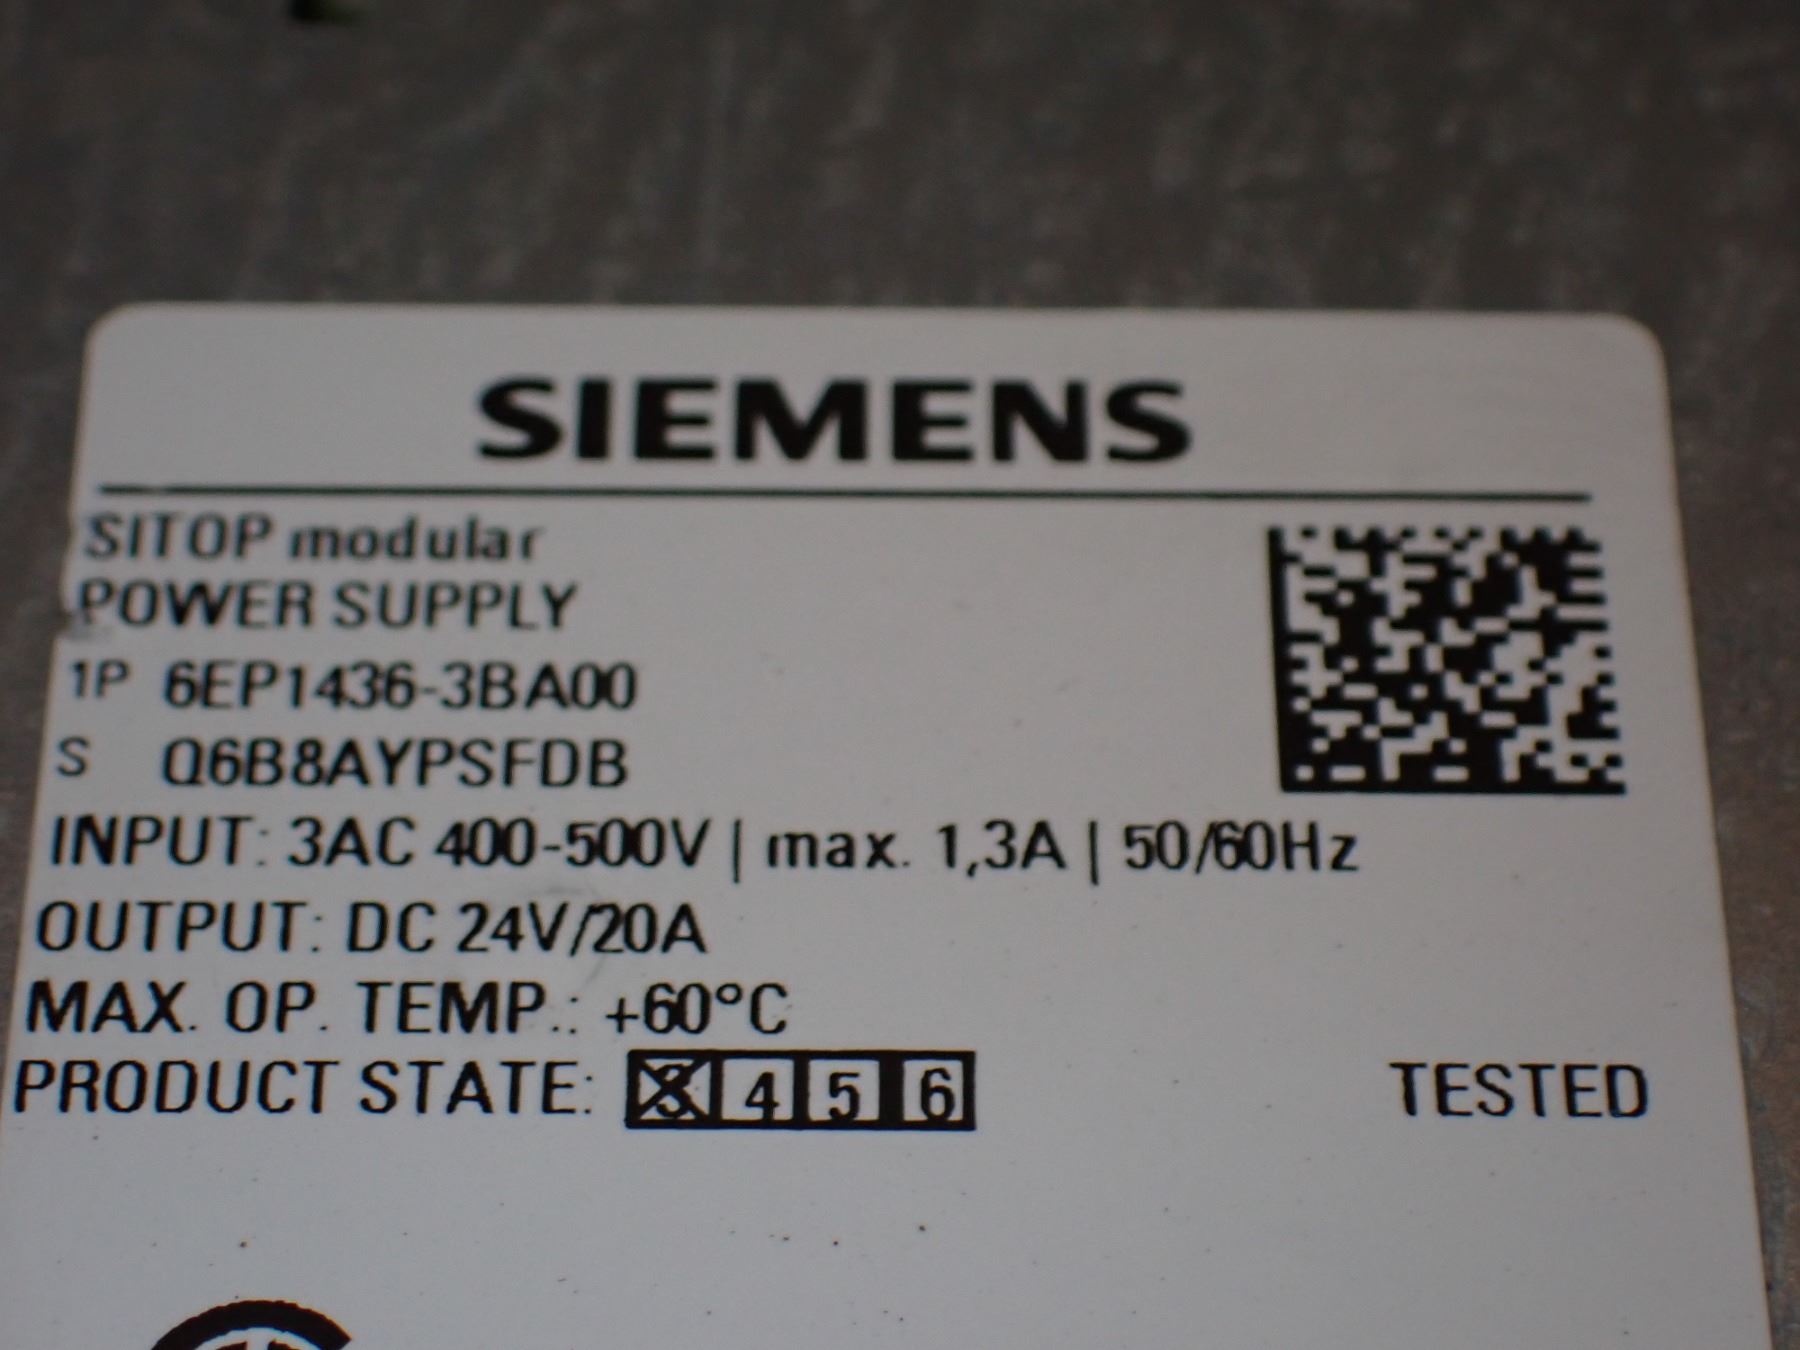 SIEMENS
SITOP modular
POWER SUPPLY
1P 6EP1436-3BA00
S Q6B8AYPSFDB
INPUT: 3AC 400-500V | max. 1,3A | 50/60Hz
OUTPUT: DC 24V/20A
MAX. OP. TEMP.: +60°C
PRODUCT STATE: 3 4 5 6 TESTED